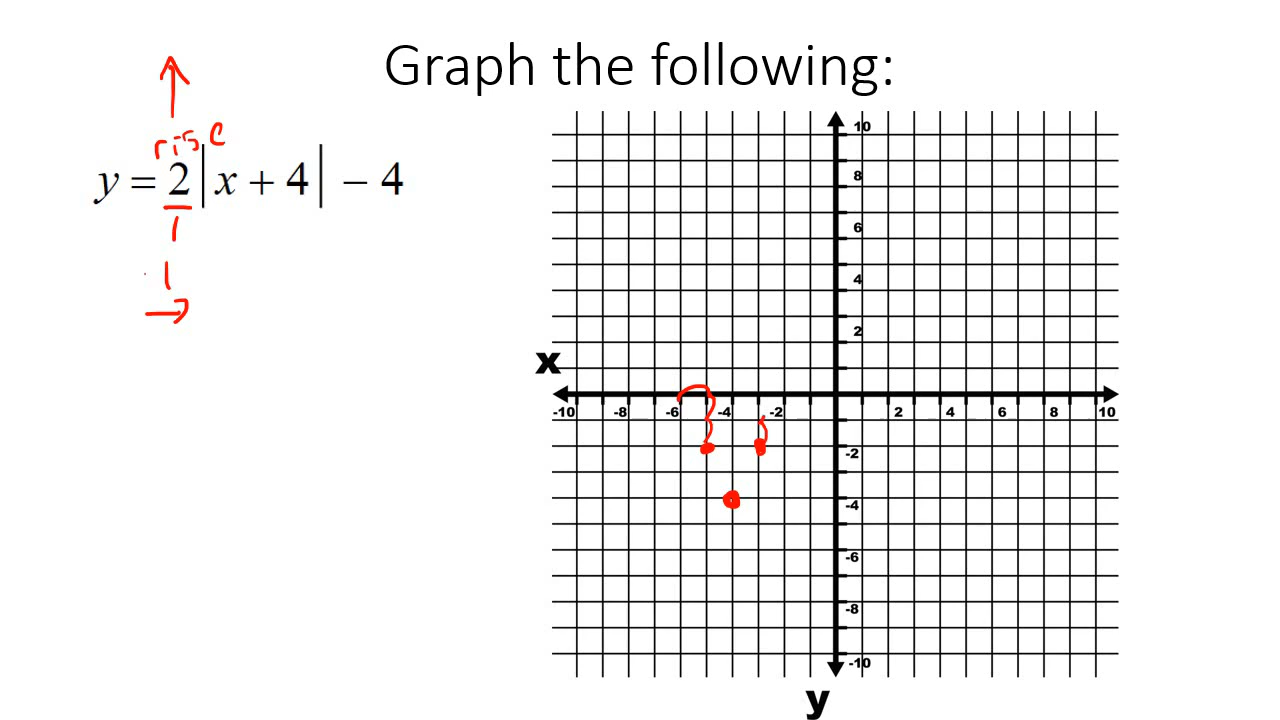 Graph the following:
rise
y = 2|x + 4| − 4
1
1
10
8
6
4
2
x
-10 -8 -6 -4 -2 2 4 6 8 10
-2
-4
-6
-8
-10
y